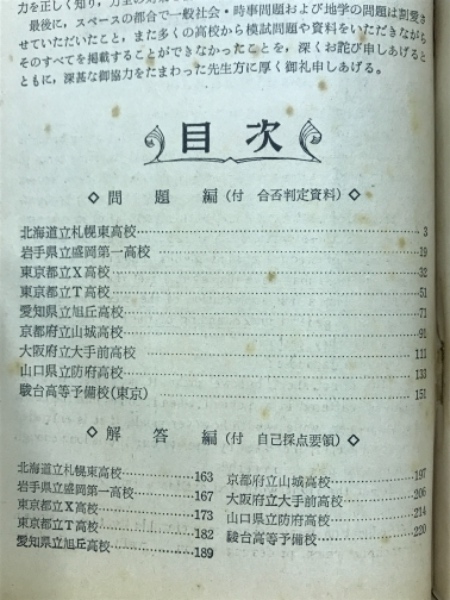 力を正しく知り、
最後に、スペースの都合で一般社会・時事問題および地学の問題は割愛さ
せていただいたこと、また多くの高校から模試問題や資料をいただきながら
そのすべてを掲載することができなかったことを、深くお詫び申しあげると
ともに、深甚な御協力をたまわった先生方に厚く御礼申しあげる。
目次
◇問題編(付 合否判定資料)◇
北海道立札幌東高校……3
岩手県立盛岡第一高校……19
東京都立X高校……32
東京都立T高校……51
愛知県立旭丘高校……71
京都府立山城高校……91
大阪府立大手前高校……111
山口県立防府高校……133
駿台高等予備校(東京)……151
◇解答編(付 自己採点要領)◇
北海道立札幌東高校……163
岩手県立盛岡第一高校……167
東京都立X高校……173
東京都立T高校……182
愛知県立旭丘高校……189
京都府立山城高校……197
大阪府立大手前高校……206
山口県立防府高校……214
駿台高等予備校……220